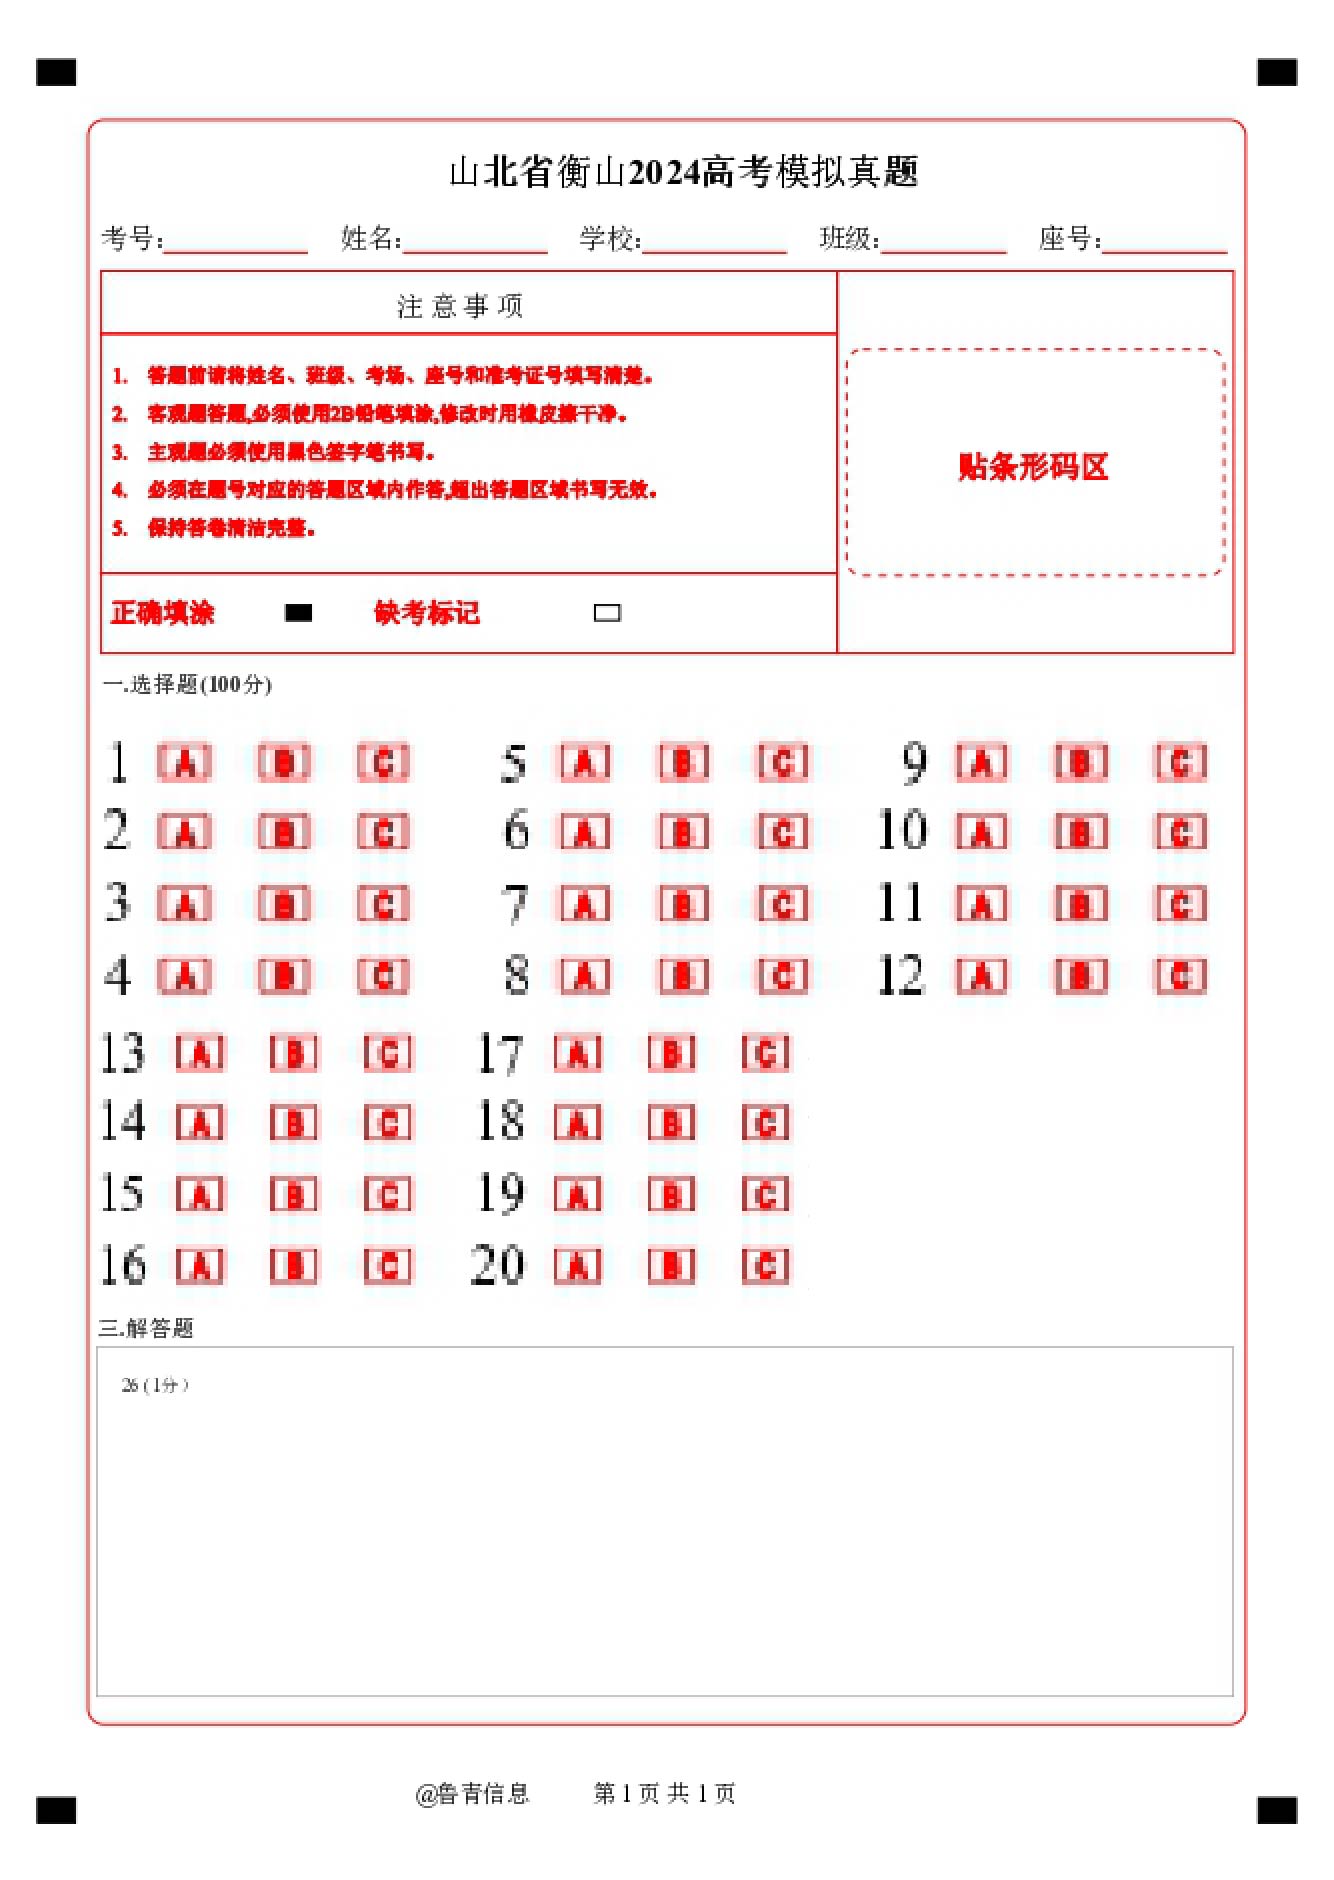 山北省衡山2024高考模拟真题
考号: 姓名: 学校: 班级: 座号:
注意事项
1. 答题前请将姓名、班级、考场、座号和准考证号填写清楚。
2. 客观题答题,必须使用2B铅笔填涂,修改时用橡皮擦干净。
3. 主观题必须使用黑色签字笔书写。
4. 必须在题号对应的答题区域内作答,超出答题区域书写无效。
5. 保持答卷清洁完整。
贴条形码区
正确填涂 缺考标记
一.选择题(100分)
1 A B C 5 A B C 9 A B C
2 A B C 6 A B C 10 A B C
3 A B C 7 A B C 11 A B C
4 A B C 8 A B C 12 A B C
13 A B C 17 A B C
14 A B C 18 A B C
15 A B C 19 A B C
16 A B C 20 A B C
三.解答题
26(1分)
@鲁青信息 第1页 共1页